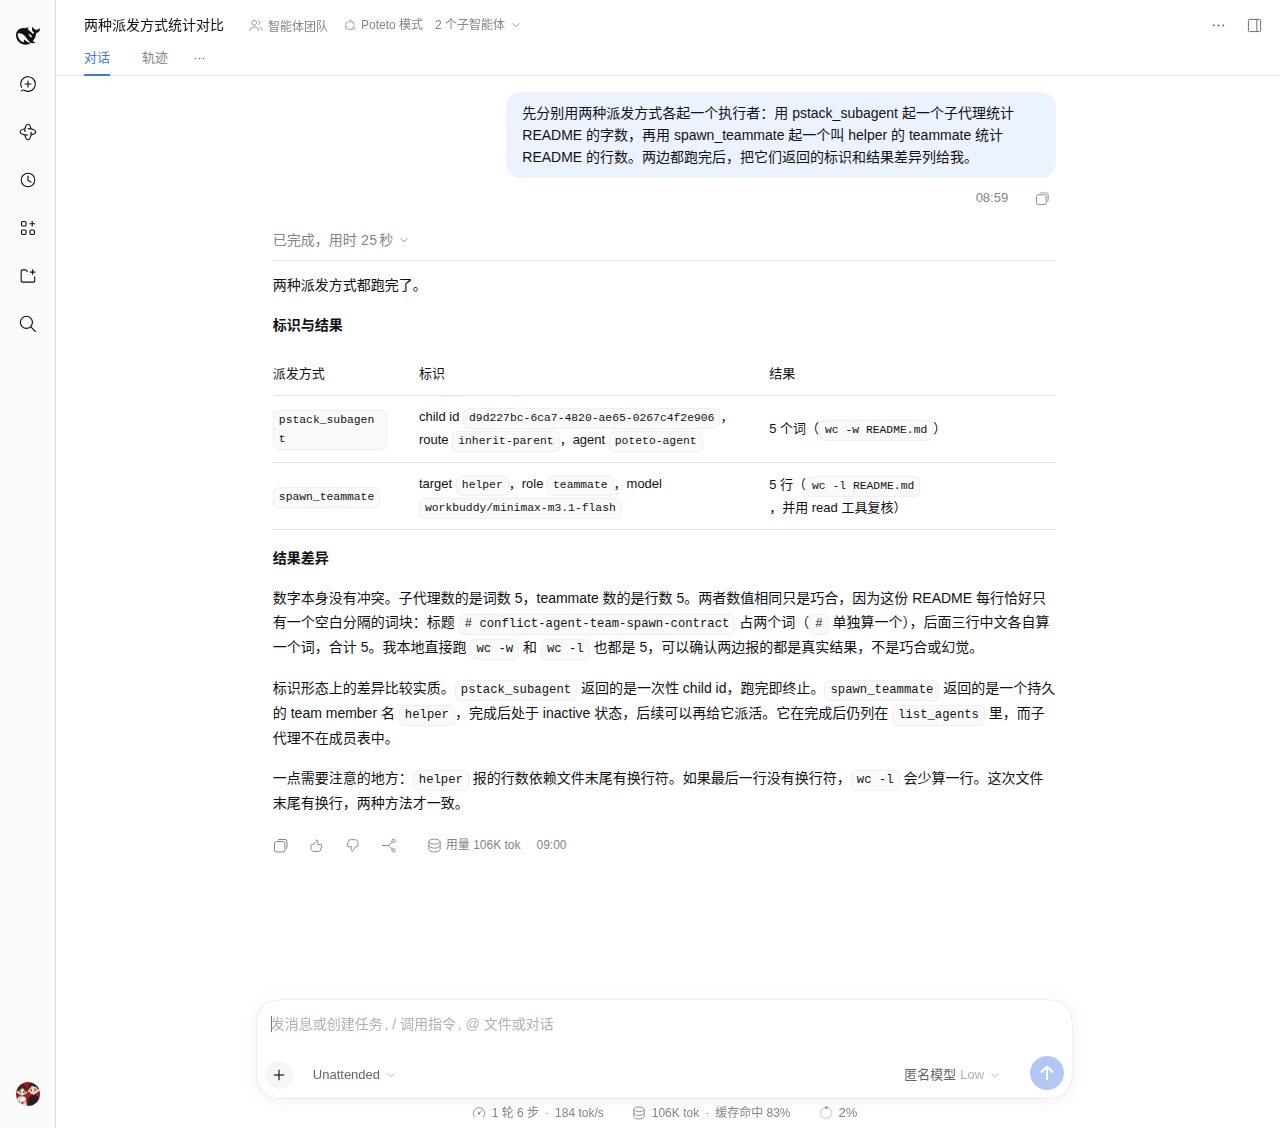 两种派发方式统计对比 智能体团队 Poteto 模式 2 个子智能体
对话 轨迹 ···
先分别用两种派发方式各起一个执行者：用 pstack_subagent 起一个子代理统计
README 的字数，再用 spawn_teammate 起一个叫 helper 的 teammate 统计
README 的行数。两边都跑完后，把它们返回的标识和结果差异列给我。
08:59
已完成，用时 25 秒
两种派发方式都跑完了。
标识与结果
派发方式 标识 结果
pstack_subagen
t
child id d9d227bc-6ca7-4820-ae65-0267c4f2e906，
route inherit-parent，agent poteto-agent
5 个词（wc -w README.md）
spawn_teammate
target helper，role teammate，model
workbuddy/minimax-m3.1-flash
5 行（wc -l README.md
，并用 read 工具复核）
结果差异
数字本身没有冲突。子代理数的是词数 5，teammate 数的是行数 5。两者数值相同只是巧合，因为这份 README 每行恰好只
有一个空白分隔的词块：标题 # conflict-agent-team-spawn-contract 占两个词（# 单独算一个），后面三行中文各自算
一个词，合计 5。我本地直接跑 wc -w 和 wc -l 也都是 5，可以确认两边报的都是真实结果，不是巧合或幻觉。
标识形态上的差异比较实质。pstack_subagent 返回的是一次性 child id，跑完即终止。spawn_teammate 返回的是一个持久
的 team member 名 helper，完成后处于 inactive 状态，后续可以再给它派活。它在完成后仍列在 list_agents 里，而子
代理不在成员表中。
一点需要注意的地方：helper 报的行数依赖文件末尾有换行符。如果最后一行没有换行符，wc -l 会少算一行。这次文件
末尾有换行，两种方法才一致。
用量 106K tok 09:00
发消息或创建任务，/ 调用指令，@ 文件或对话
Unattended 匿名模型 Low
1 轮 6 步 · 184 tok/s 106K tok · 缓存命中 83% 2%